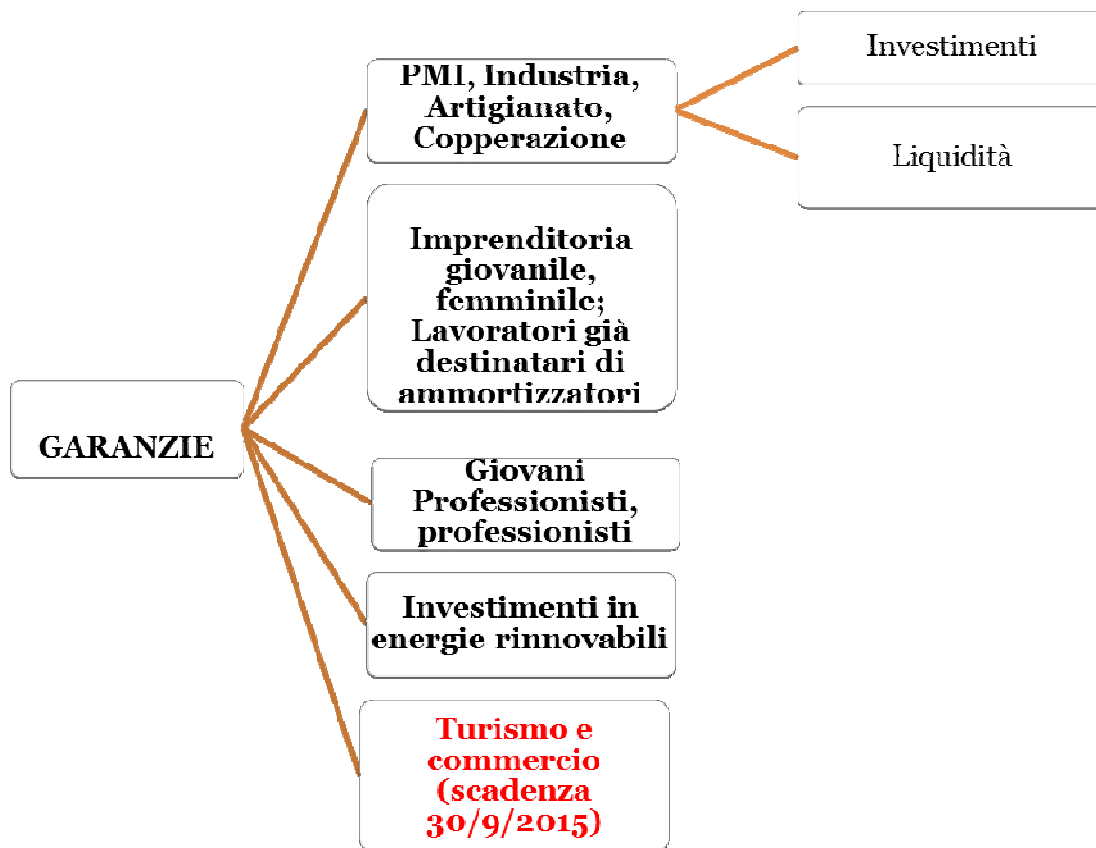 GARANZIE
PMI, Industria,
Artigianato,
Copperazione
Investimenti
Liquidità
Imprenditoria
giovanile,
femminile;
Lavoratori già
destinatari di
ammortizzatori
Giovani
Professionisti,
professionisti
Investimenti in
energie rinnovabili
Turismo e
commercio
(scadenza
30/9/2015)